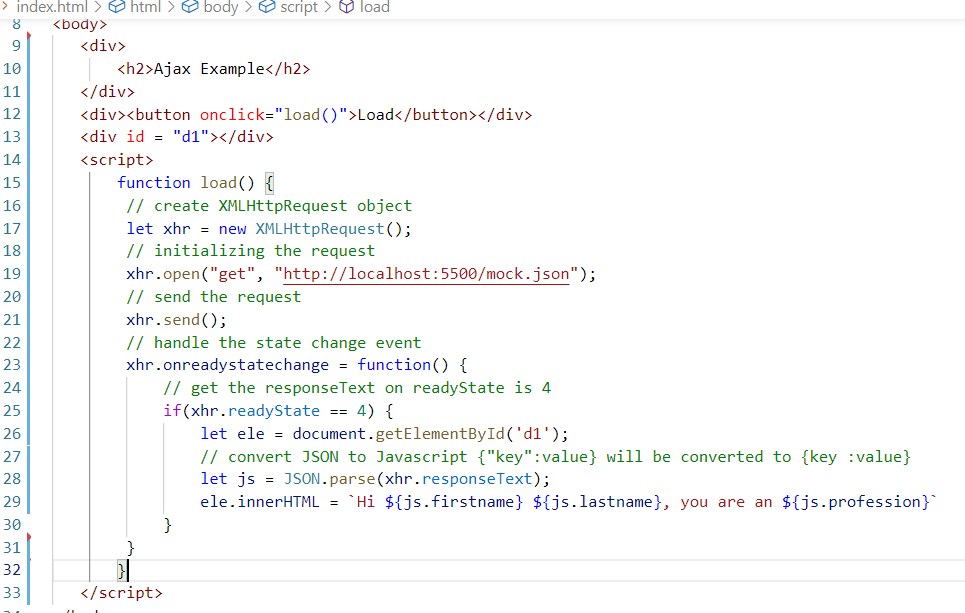 index.html > html > body > script > load
8 <body>
9 <div>
10 <h2>Ajax Example</h2>
11 </div>
12 <div><button onclick="load()">Load</button></div>
13 <div id = "d1"></div>
14 <script>
15 function load() {
16 // create XMLHttpRequest object
17 let xhr = new XMLHttpRequest();
18 // initializing the request
19 xhr.open("get", "http://localhost:5500/mock.json");
20 // send the request
21 xhr.send();
22 // handle the state change event
23 xhr.onreadystatechange = function() {
24 // get the responseText on readyState is 4
25 if(xhr.readyState == 4) {
26 let ele = document.getElementById('d1');
27 // convert JSON to Javascript {"key":value} will be converted to {key :value}
28 let js = JSON.parse(xhr.responseText);
29 ele.innerHTML = `Hi ${js.firstname} ${js.lastname}, you are an ${js.profession}`
30 }
31 }
32 }
33 </script>